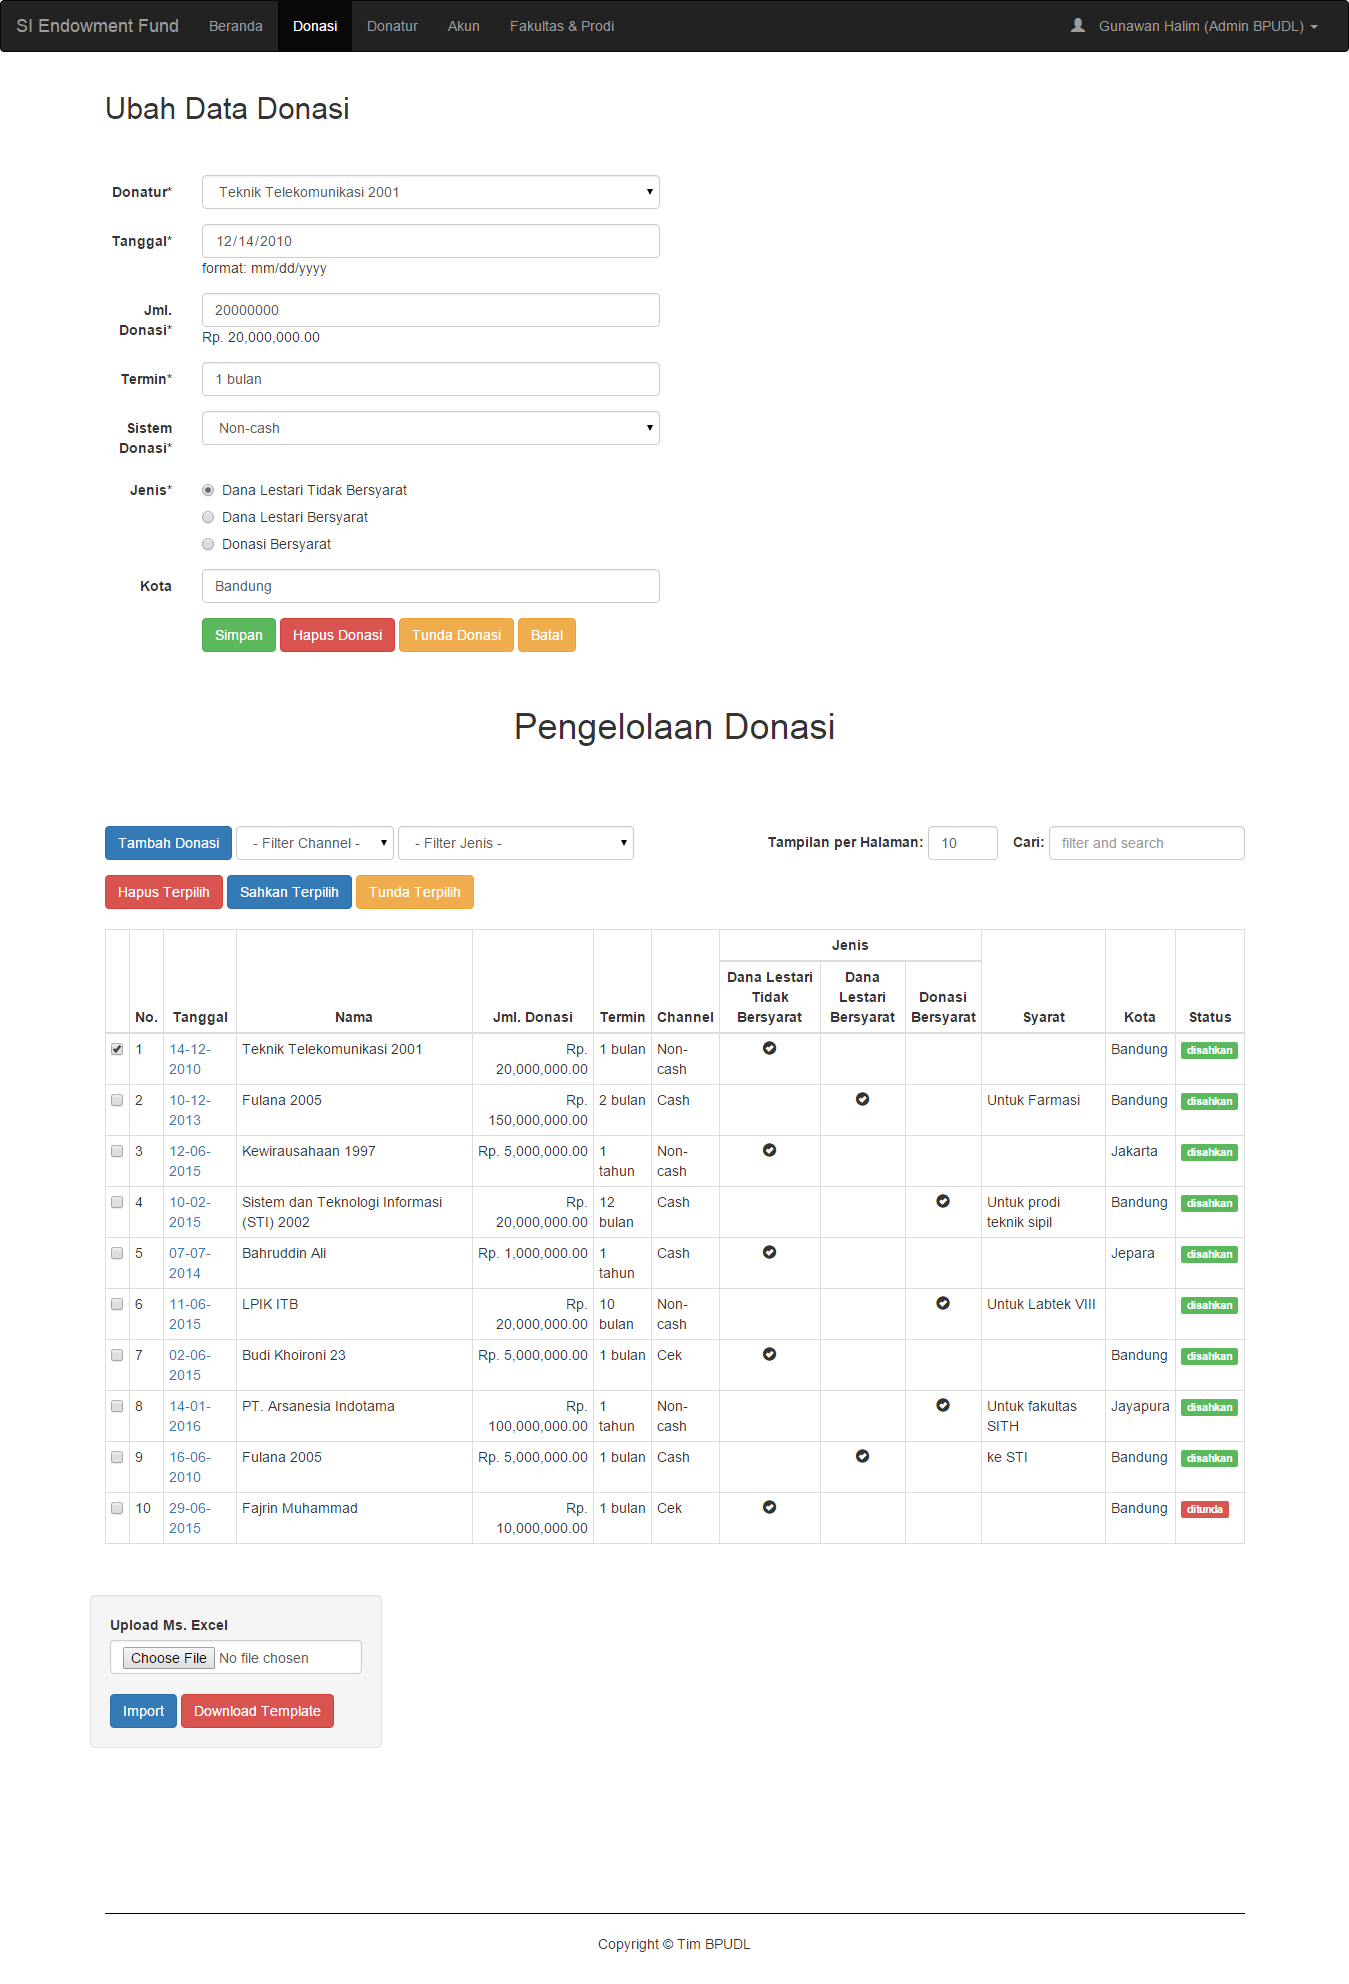 SI Endowment Fund Beranda Donasi Donatur Akun Fakultas & Prodi Gunawan Halim (Admin BPUDL)
Ubah Data Donasi
Donatur* Teknik Telekomunikasi 2001
Tanggal* 12/14/2010
format: mm/dd/yyyy
Jml. Donasi* 20000000
Rp. 20,000,000.00
Termin* 1 bulan
Sistem Donasi* Non-cash
Jenis* Dana Lestari Tidak Bersyarat
Dana Lestari Bersyarat
Donasi Bersyarat
Kota Bandung
Simpan Hapus Donasi Tunda Donasi Batal
Pengelolaan Donasi
Tambah Donasi - Filter Channel - - Filter Jenis - Tampilan per Halaman: 10 Cari: filter and search
Hapus Terpilih Sahkan Terpilih Tunda Terpilih
Jenis
No. Tanggal Nama Jml. Donasi Termin Channel Dana Lestari Tidak Bersyarat Dana Lestari Bersyarat Donasi Bersyarat Syarat Kota Status
1 14-12-2010 Teknik Telekomunikasi 2001 Rp. 20,000,000.00 1 bulan Non-cash Bandung disahkan
2 10-12-2013 Fulana 2005 Rp. 150,000,000.00 2 bulan Cash Untuk Farmasi Bandung disahkan
3 12-06-2015 Kewirausahaan 1997 Rp. 5,000,000.00 1 tahun Non-cash Jakarta disahkan
4 10-02-2015 Sistem dan Teknologi Informasi (STI) 2002 Rp. 20,000,000.00 12 bulan Cash Untuk prodi teknik sipil Bandung disahkan
5 07-07-2014 Bahruddin Ali Rp. 1,000,000.00 1 tahun Cash Jepara disahkan
6 11-06-2015 LPIK ITB Rp. 20,000,000.00 10 bulan Non-cash Untuk Labtek VIII disahkan
7 02-06-2015 Budi Khoironi 23 Rp. 5,000,000.00 1 bulan Cek Bandung disahkan
8 14-01-2016 PT. Arsanesia Indotama Rp. 100,000,000.00 1 tahun Non-cash Untuk fakultas SITH Jayapura disahkan
9 16-06-2010 Fulana 2005 Rp. 5,000,000.00 1 bulan Cash ke STI Bandung disahkan
10 29-06-2015 Fajrin Muhammad Rp. 10,000,000.00 1 bulan Cek Bandung ditunda
Upload Ms. Excel
Choose File No file chosen
Import Download Template
Copyright © Tim BPUDL